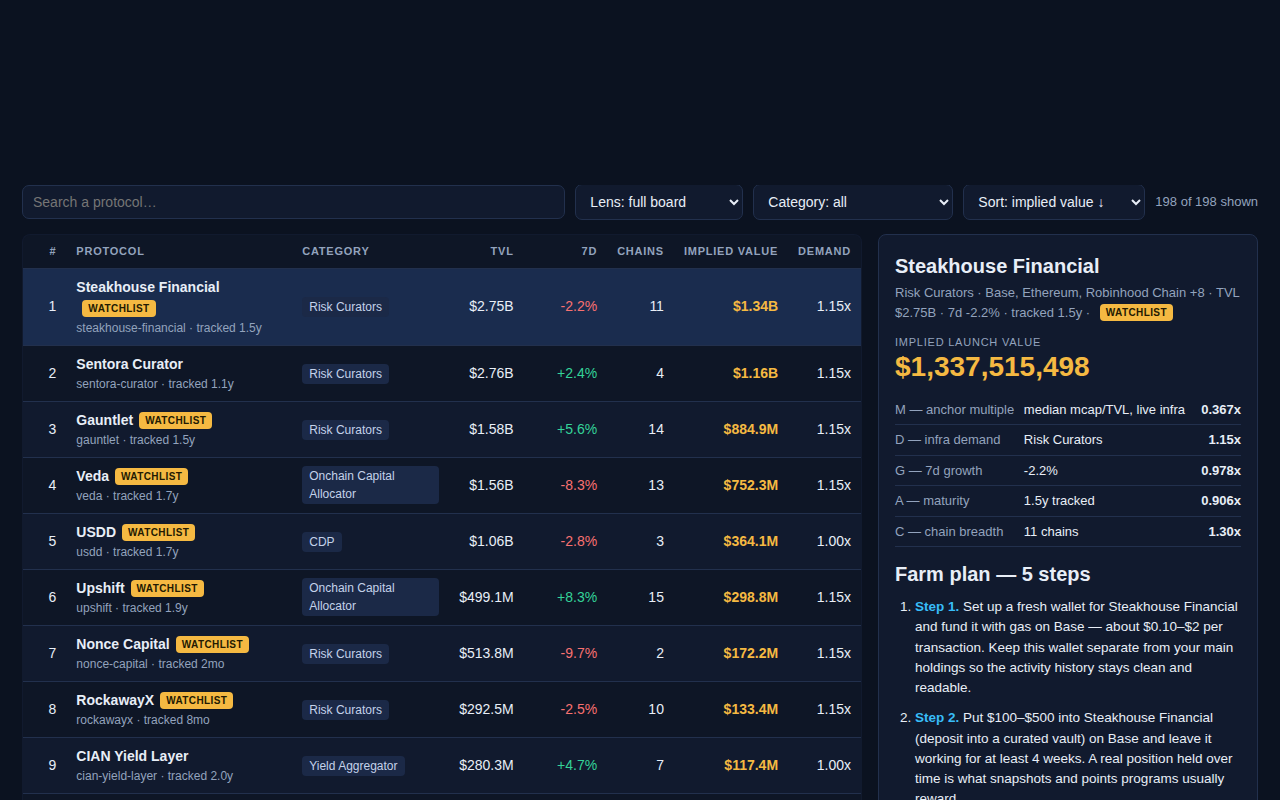 Search a protocol…
Lens: full board
Category: all
Sort: implied value ↓
198 of 198 shown
# PROTOCOL CATEGORY TVL 7D CHAINS IMPLIED VALUE DEMAND
1 Steakhouse Financial WATCHLIST Risk Curators $2.75B -2.2% 11 $1.34B 1.15x
steakhouse-financial · tracked 1.5y
2 Sentora Curator Risk Curators $2.76B +2.4% 4 $1.16B 1.15x
sentora-curator · tracked 1.1y
3 Gauntlet WATCHLIST Risk Curators $1.58B +5.6% 14 $884.9M 1.15x
gauntlet · tracked 1.5y
4 Veda WATCHLIST Onchain Capital Allocator $1.56B -8.3% 13 $752.3M 1.15x
veda · tracked 1.7y
5 USDD WATCHLIST CDP $1.06B -2.8% 3 $364.1M 1.00x
usdd · tracked 1.7y
6 Upshift WATCHLIST Onchain Capital Allocator $499.1M +8.3% 15 $298.8M 1.15x
upshift · tracked 1.9y
7 Nonce Capital WATCHLIST Risk Curators $513.8M -9.7% 2 $172.2M 1.15x
nonce-capital · tracked 2mo
8 RockawayX WATCHLIST Risk Curators $292.5M -2.5% 10 $133.4M 1.15x
rockawayx · tracked 8mo
9 CIAN Yield Layer Yield Aggregator $280.3M +4.7% 7 $117.4M 1.00x
cian-yield-layer · tracked 2.0y
Steakhouse Financial
Risk Curators · Base, Ethereum, Robinhood Chain +8 · TVL
$2.75B · 7d -2.2% · tracked 1.5y · WATCHLIST
IMPLIED LAUNCH VALUE
$1,337,515,498
M — anchor multiple median mcap/TVL, live infra 0.367x
D — infra demand Risk Curators 1.15x
G — 7d growth -2.2% 0.978x
A — maturity 1.5y tracked 0.906x
C — chain breadth 11 chains 1.30x
Farm plan — 5 steps
1. Step 1. Set up a fresh wallet for Steakhouse Financial
and fund it with gas on Base — about $0.10–$2 per
transaction. Keep this wallet separate from your main
holdings so the activity history stays clean and
readable.
2. Step 2. Put $100–$500 into Steakhouse Financial
(deposit into a curated vault) on Base and leave it
working for at least 4 weeks. A real position held over
time is what snapshots and points programs usually
reward.